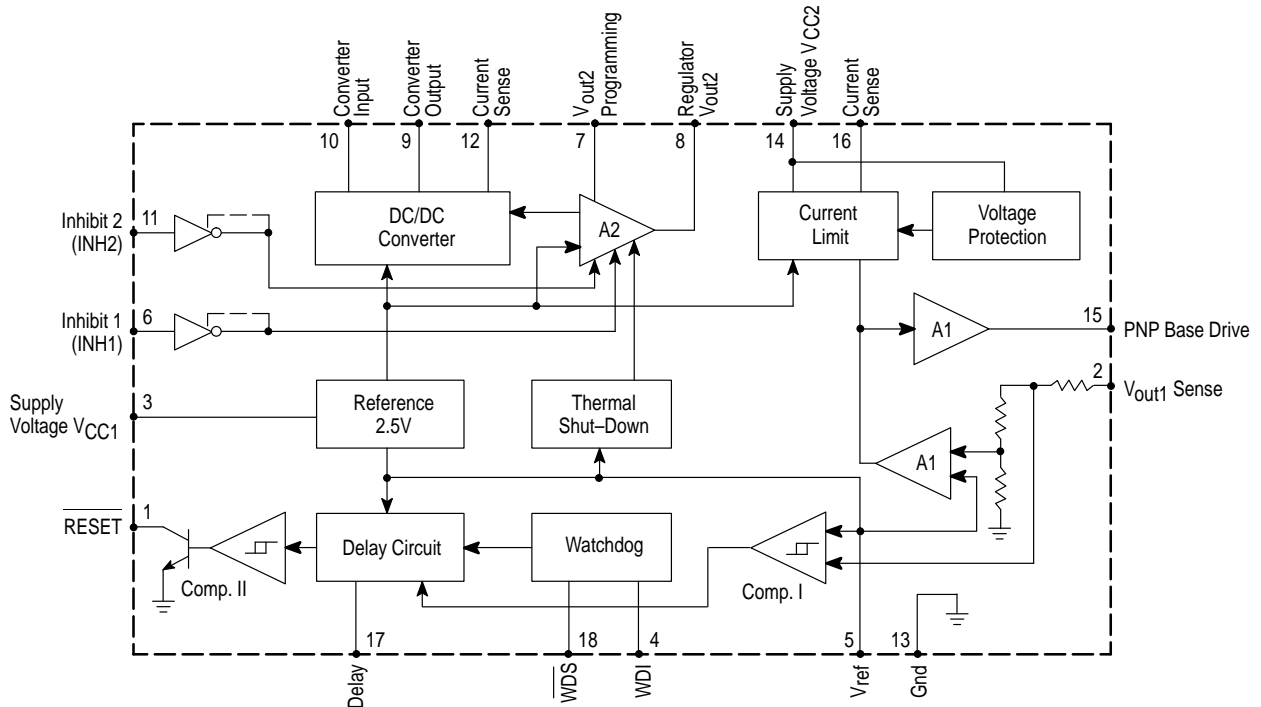 Converter
Input
Converter
Output
Current
Sense
Vout2
Programming
Regulator
Vout2
Supply
Voltage VCC2
Current
Sense
10
9
12
7
8
14
16
Inhibit 2
(INH2)
11
DC/DC
Converter
A2
Current
Limit
Voltage
Protection
Inhibit 1
(INH1)
6
A1
15
PNP Base Drive
Supply
Voltage VCC1
3
Reference
2.5V
Thermal
Shut–Down
2
Vout1 Sense
A1
RESET
1
Comp. II
Delay Circuit
Watchdog
Comp. I
17
18
4
5
13
Delay
WDS
WDI
Vref
Gnd